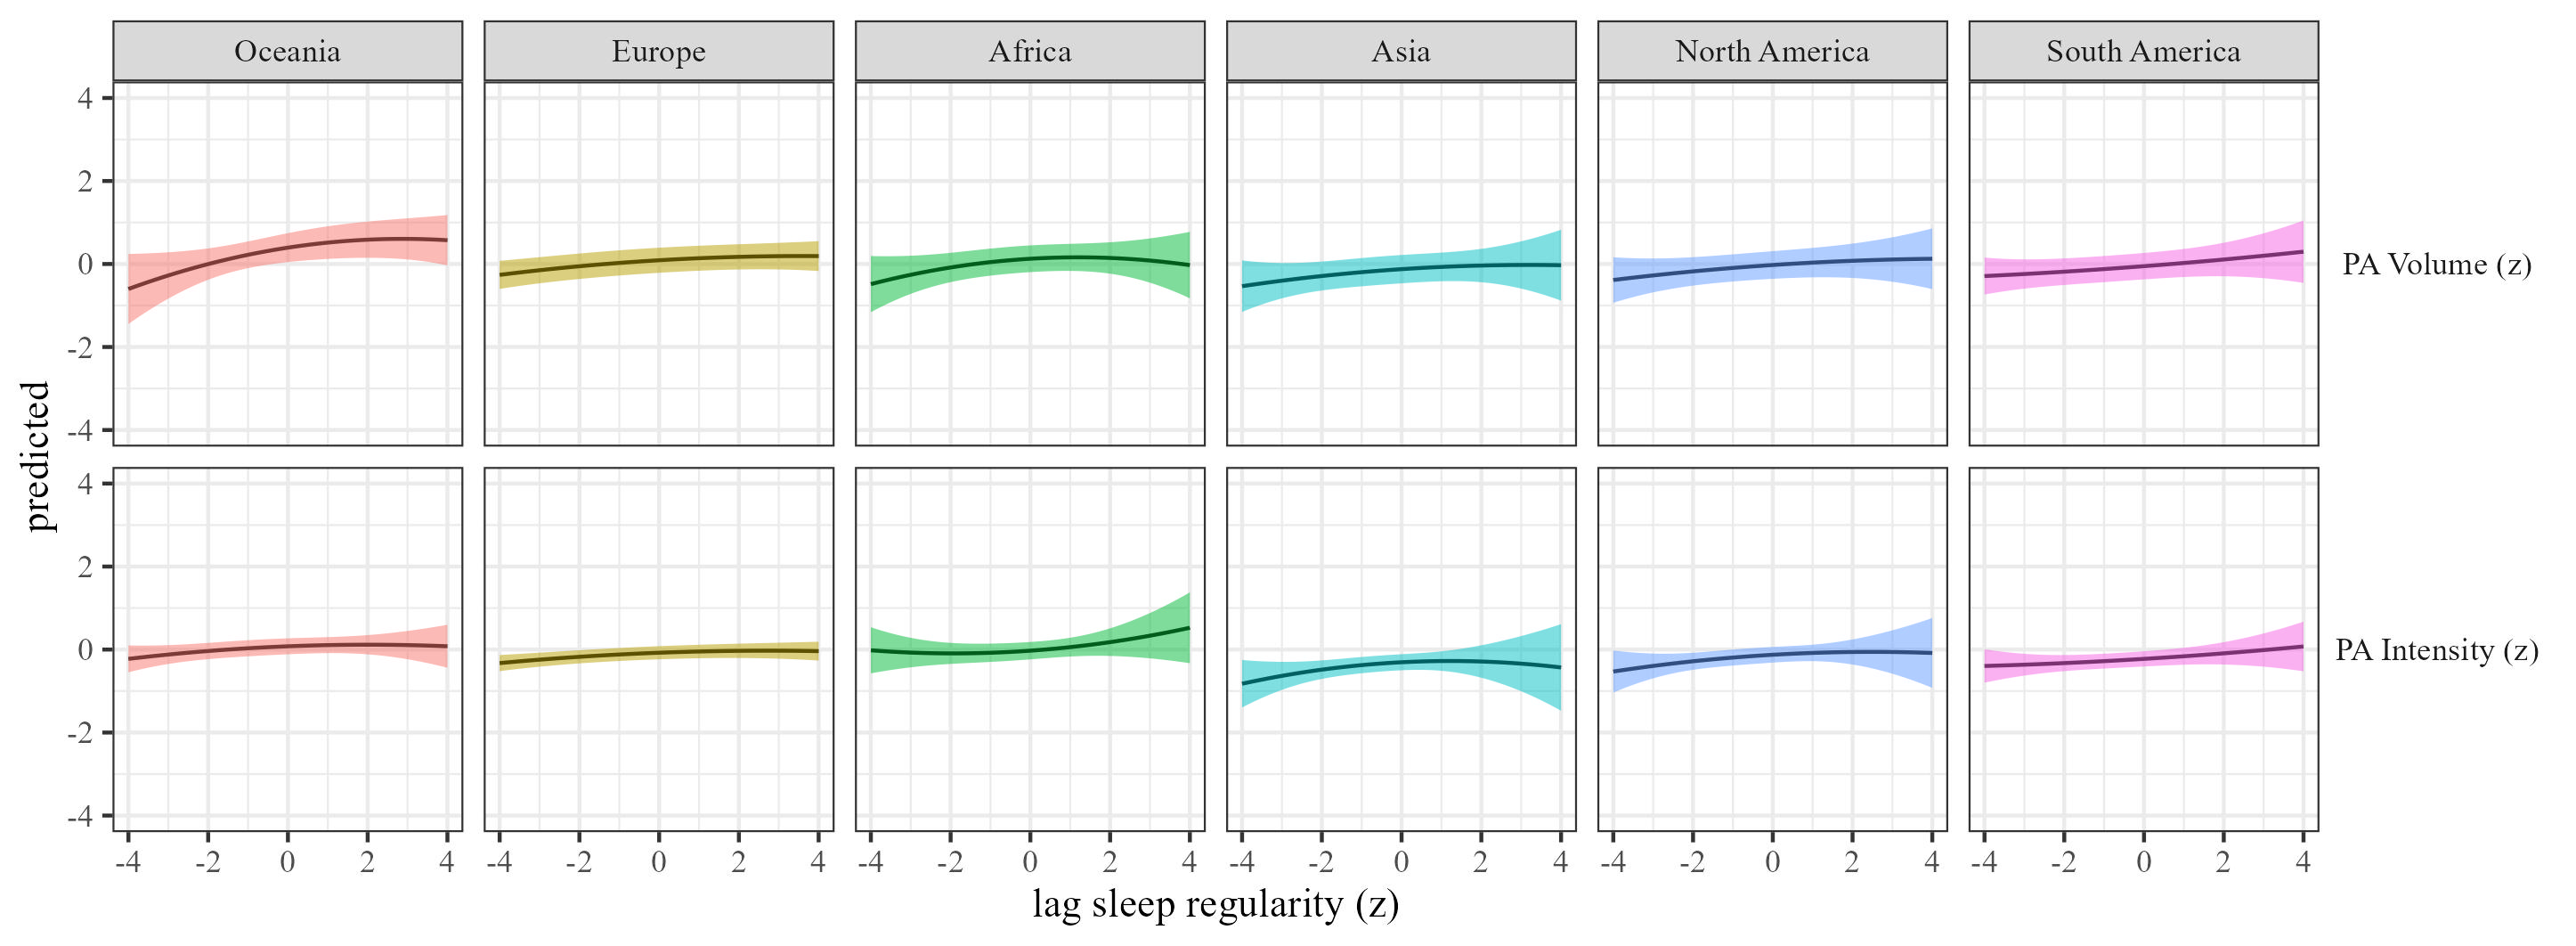 Oceania Europe Africa Asia North America South America
4
2
0
-2
-4
PA Volume (z)
predicted
4
2
0
-2
-4
PA Intensity (z)
-4 -2 0 2 4 -4 -2 0 2 4 -4 -2 0 2 4 -4 -2 0 2 4 -4 -2 0 2 4 -4 -2 0 2 4
lag sleep regularity (z)